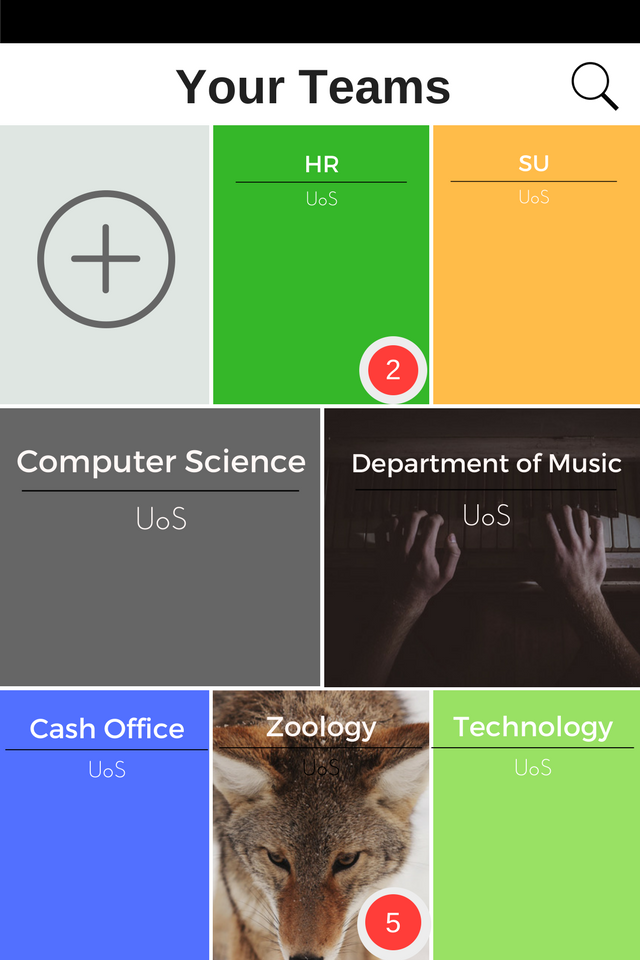 Your Teams
HR
UoS
2
SU
UoS
Computer Science
UoS
Department of Music
UoS
Cash Office
UoS
Zoology
UoS
5
Technology
UoS